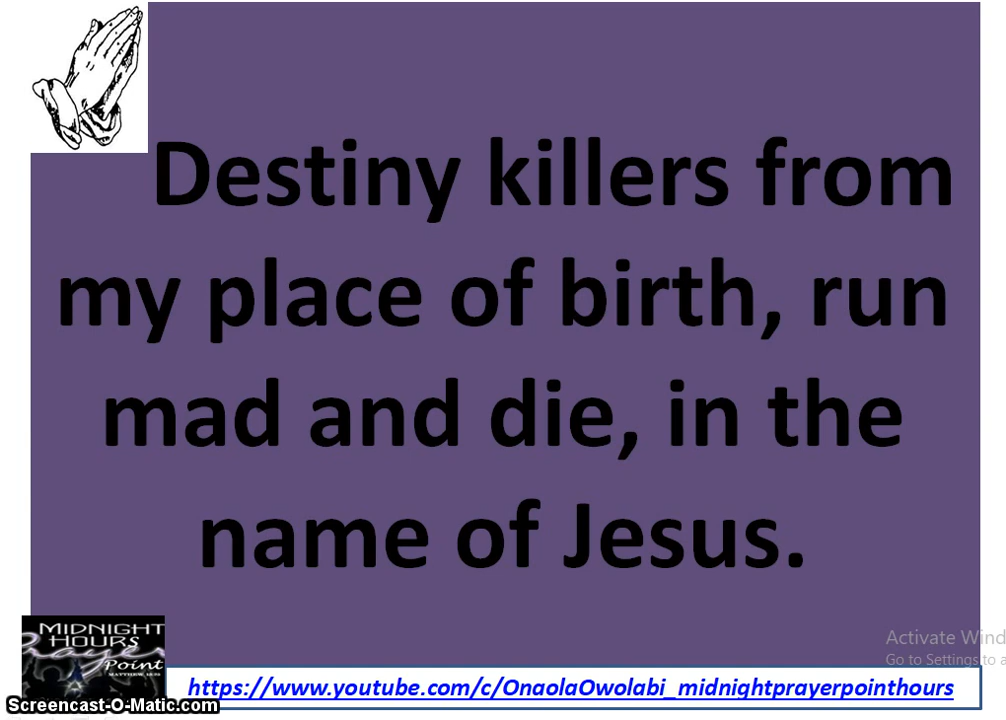 Destiny killers from
my place of birth, run
mad and die, in the
name of Jesus.
MIDNIGHT
HOURS
Prayer
Point
Activate Wind
Go to Settings to a
https://www.youtube.com/c/OnaolaOwolabi_midnightprayerpointhours
Screencast-O-Matic.com